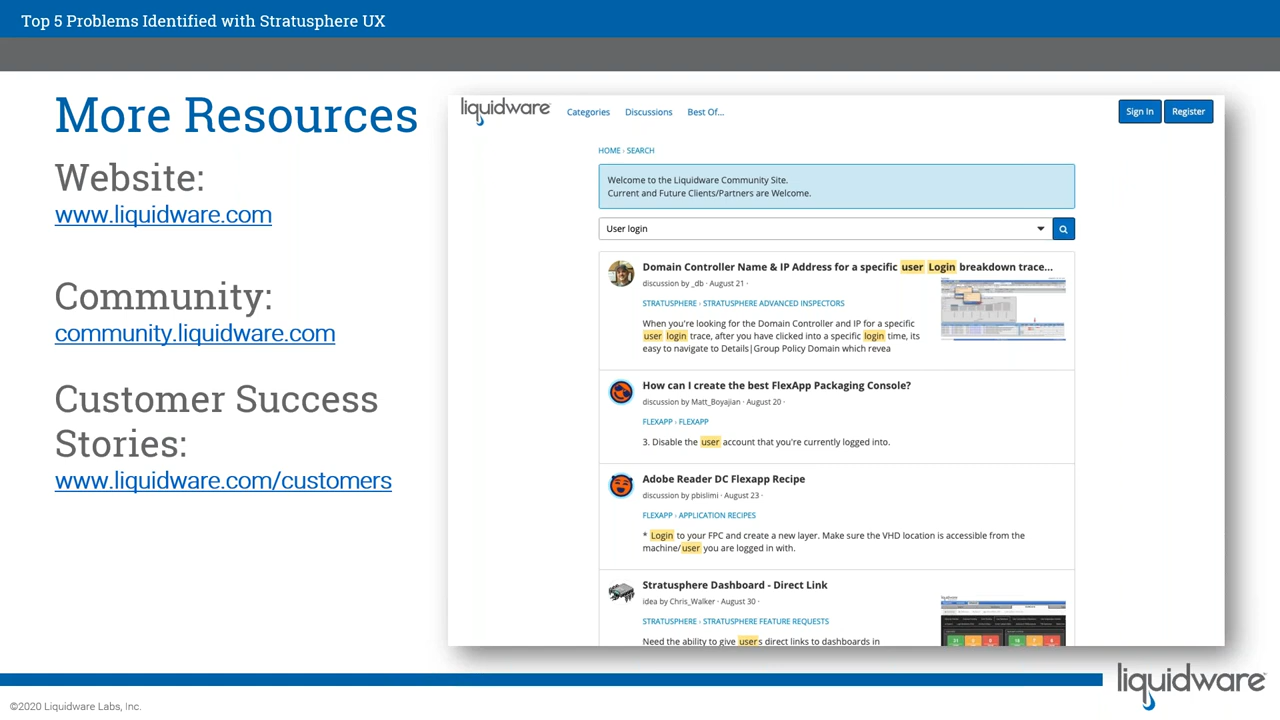 Top 5 Problems Identified with Stratusphere UX
More Resources
Website:
www.liquidware.com
Community:
community.liquidware.com
Customer Success
Stories:
www.liquidware.com/customers
liquidware
Categories Discussions Best Of...
Sign In Register
HOME › SEARCH
Welcome to the Liquidware Community Site.
Current and Future Clients/Partners are Welcome.
User login
Domain Controller Name & IP Address for a specific user Login breakdown trace...
discussion by _db · August 21 ·
STRATUSPHERE › STRATUSPHERE ADVANCED INSPECTORS
When you're looking for the Domain Controller and IP for a specific
user login trace, after you have clicked into a specific login time, its
easy to navigate to Details|Group Policy Domain which revea
How can I create the best FlexApp Packaging Console?
discussion by Matt_Boyajian · August 20 ·
FLEXAPP › FLEXAPP
3. Disable the user account that you're currently logged into.
Adobe Reader DC Flexapp Recipe
discussion by pbislimi · August 23 ·
FLEXAPP › APPLICATION RECIPES
* Login to your FPC and create a new layer. Make sure the VHD location is accessible from the
machine/user you are logged in with.
Stratusphere Dashboard - Direct Link
idea by Chris_Walker · August 30 ·
STRATUSPHERE › STRATUSPHERE FEATURE REQUESTS
Need the ability to give users direct links to dashboards in
liquidware
©2020 Liquidware Labs, Inc.